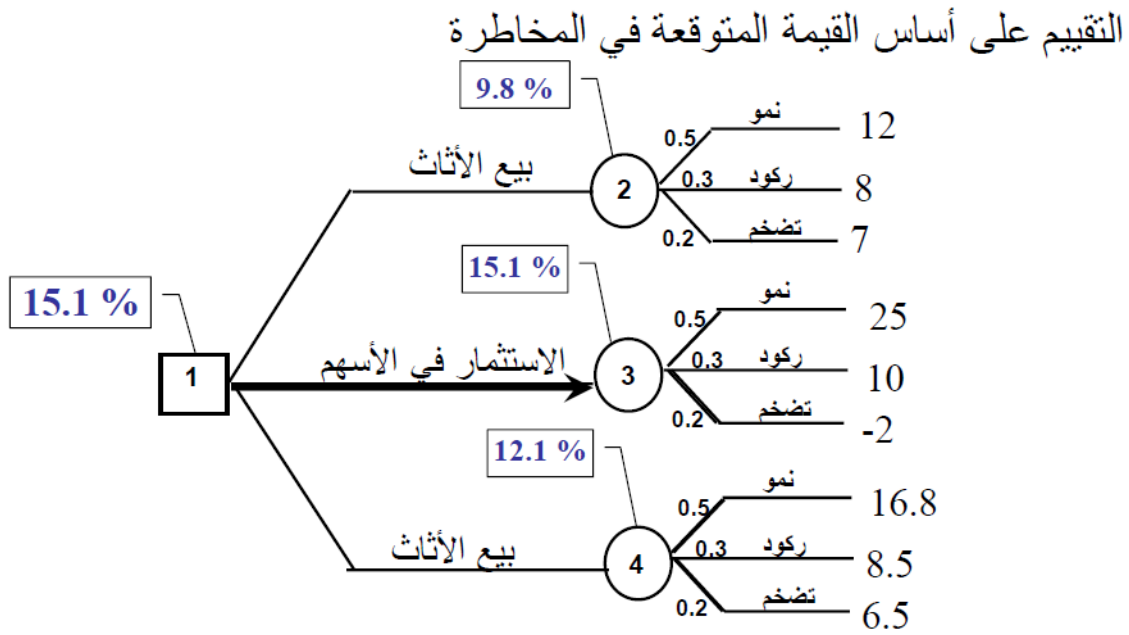 التقييم على أساس القيمة المتوقعة في المخاطرة
9.8 %
بيع الأثاث
2
0.5 نمو 12
0.3 ركود 8
0.2 تضخم 7
15.1 %
1
15.1 %
الاستثمار في الأسهم
3
0.5 نمو 25
0.3 ركود 10
0.2 تضخم -2
12.1 %
بيع الأثاث
4
0.5 نمو 16.8
0.3 ركود 8.5
0.2 تضخم 6.5